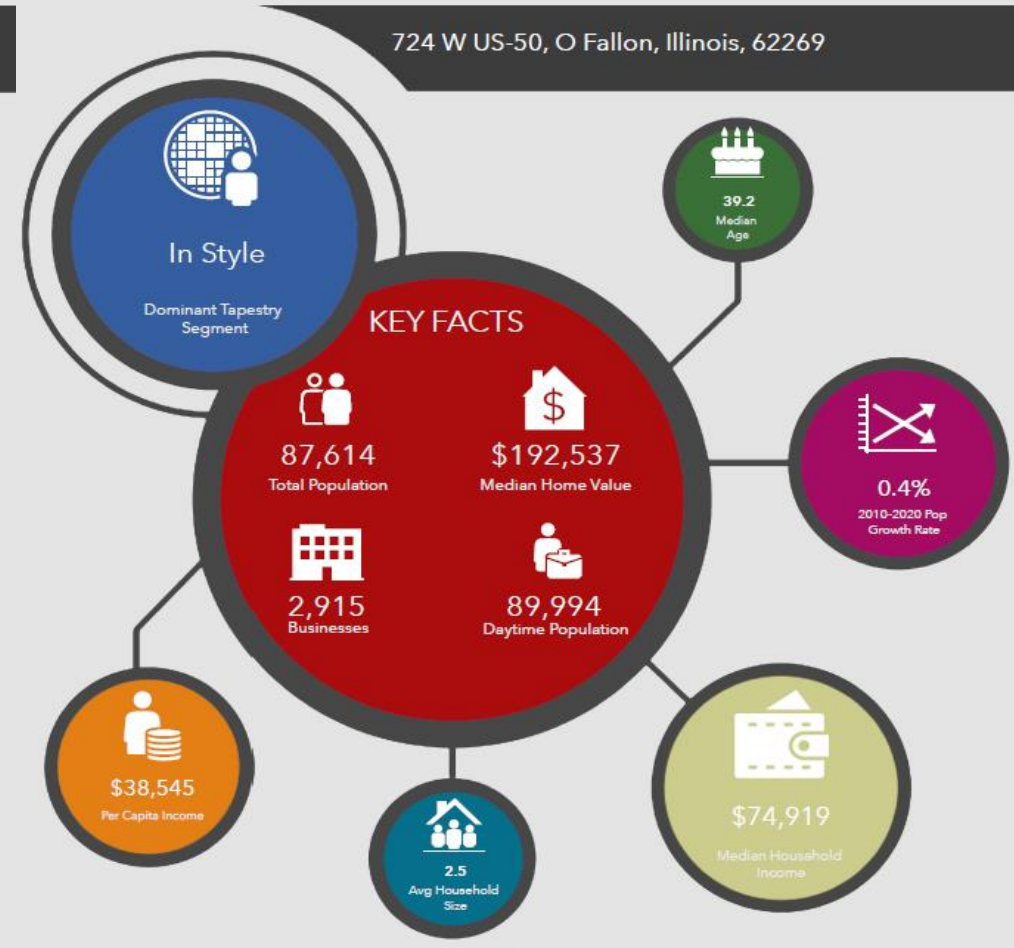 724 W US-50, O Fallon, Illinois, 62269
In Style
Dominant Tapestry
Segment
39.2
Median
Age
KEY FACTS
87,614
Total Population
$
$192,537
Median Home Value
2,915
Businesses
89,994
Daytime Population
0.4%
2010-2020 Pop
Growth Rate
$38,545
Per Capita Income
2.5
Avg Household
Size
$74,919
Median Household
Income